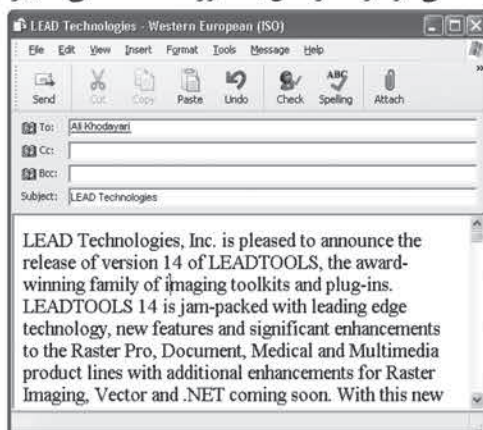 LEAD Technologies - Western European (ISO)
File Edit View Insert Format Tools Message Help
Send Cut Copy Paste Undo Check Spelling Attach
To: Ali Khodayari
Cc:
Bcc:
Subject: LEAD Technologies
LEAD Technologies, Inc. is pleased to announce the
release of version 14 of LEADTOOLS, the award-
winning family of imaging toolkits and plug-ins.
LEADTOOLS 14 is jam-packed with leading edge
technology, new features and significant enhancements
to the Raster Pro, Document, Medical and Multimedia
product lines with additional enhancements for Raster
Imaging, Vector and .NET coming soon. With this new